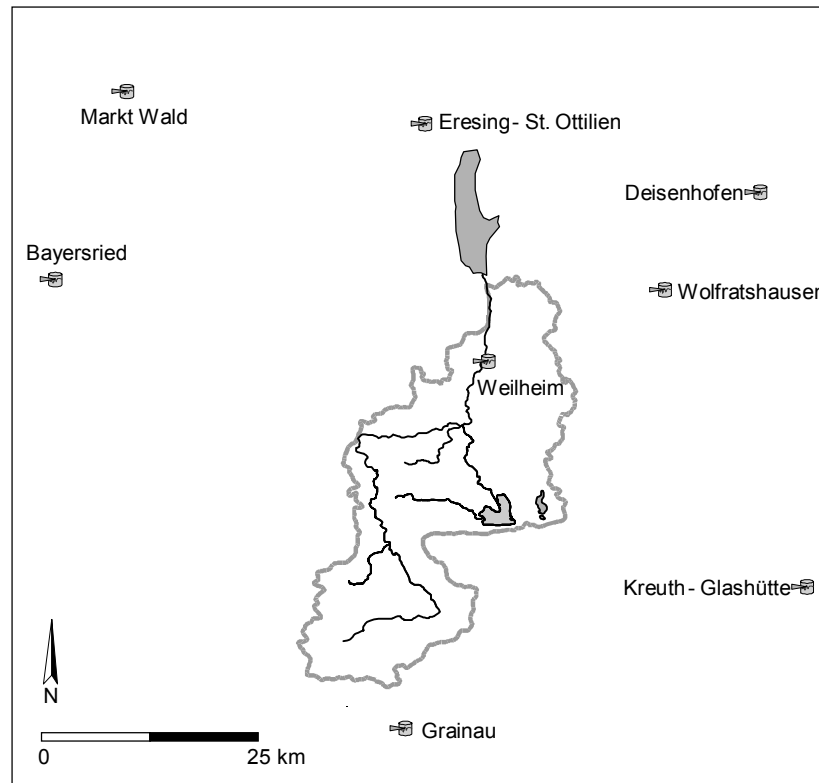 Markt Wald
Eresing - St. Ottilien
Deisenhofen
Bayersried
Wolfratshausen
Weilheim
Kreuth - Glashütte
N
Grainau
0 25 km